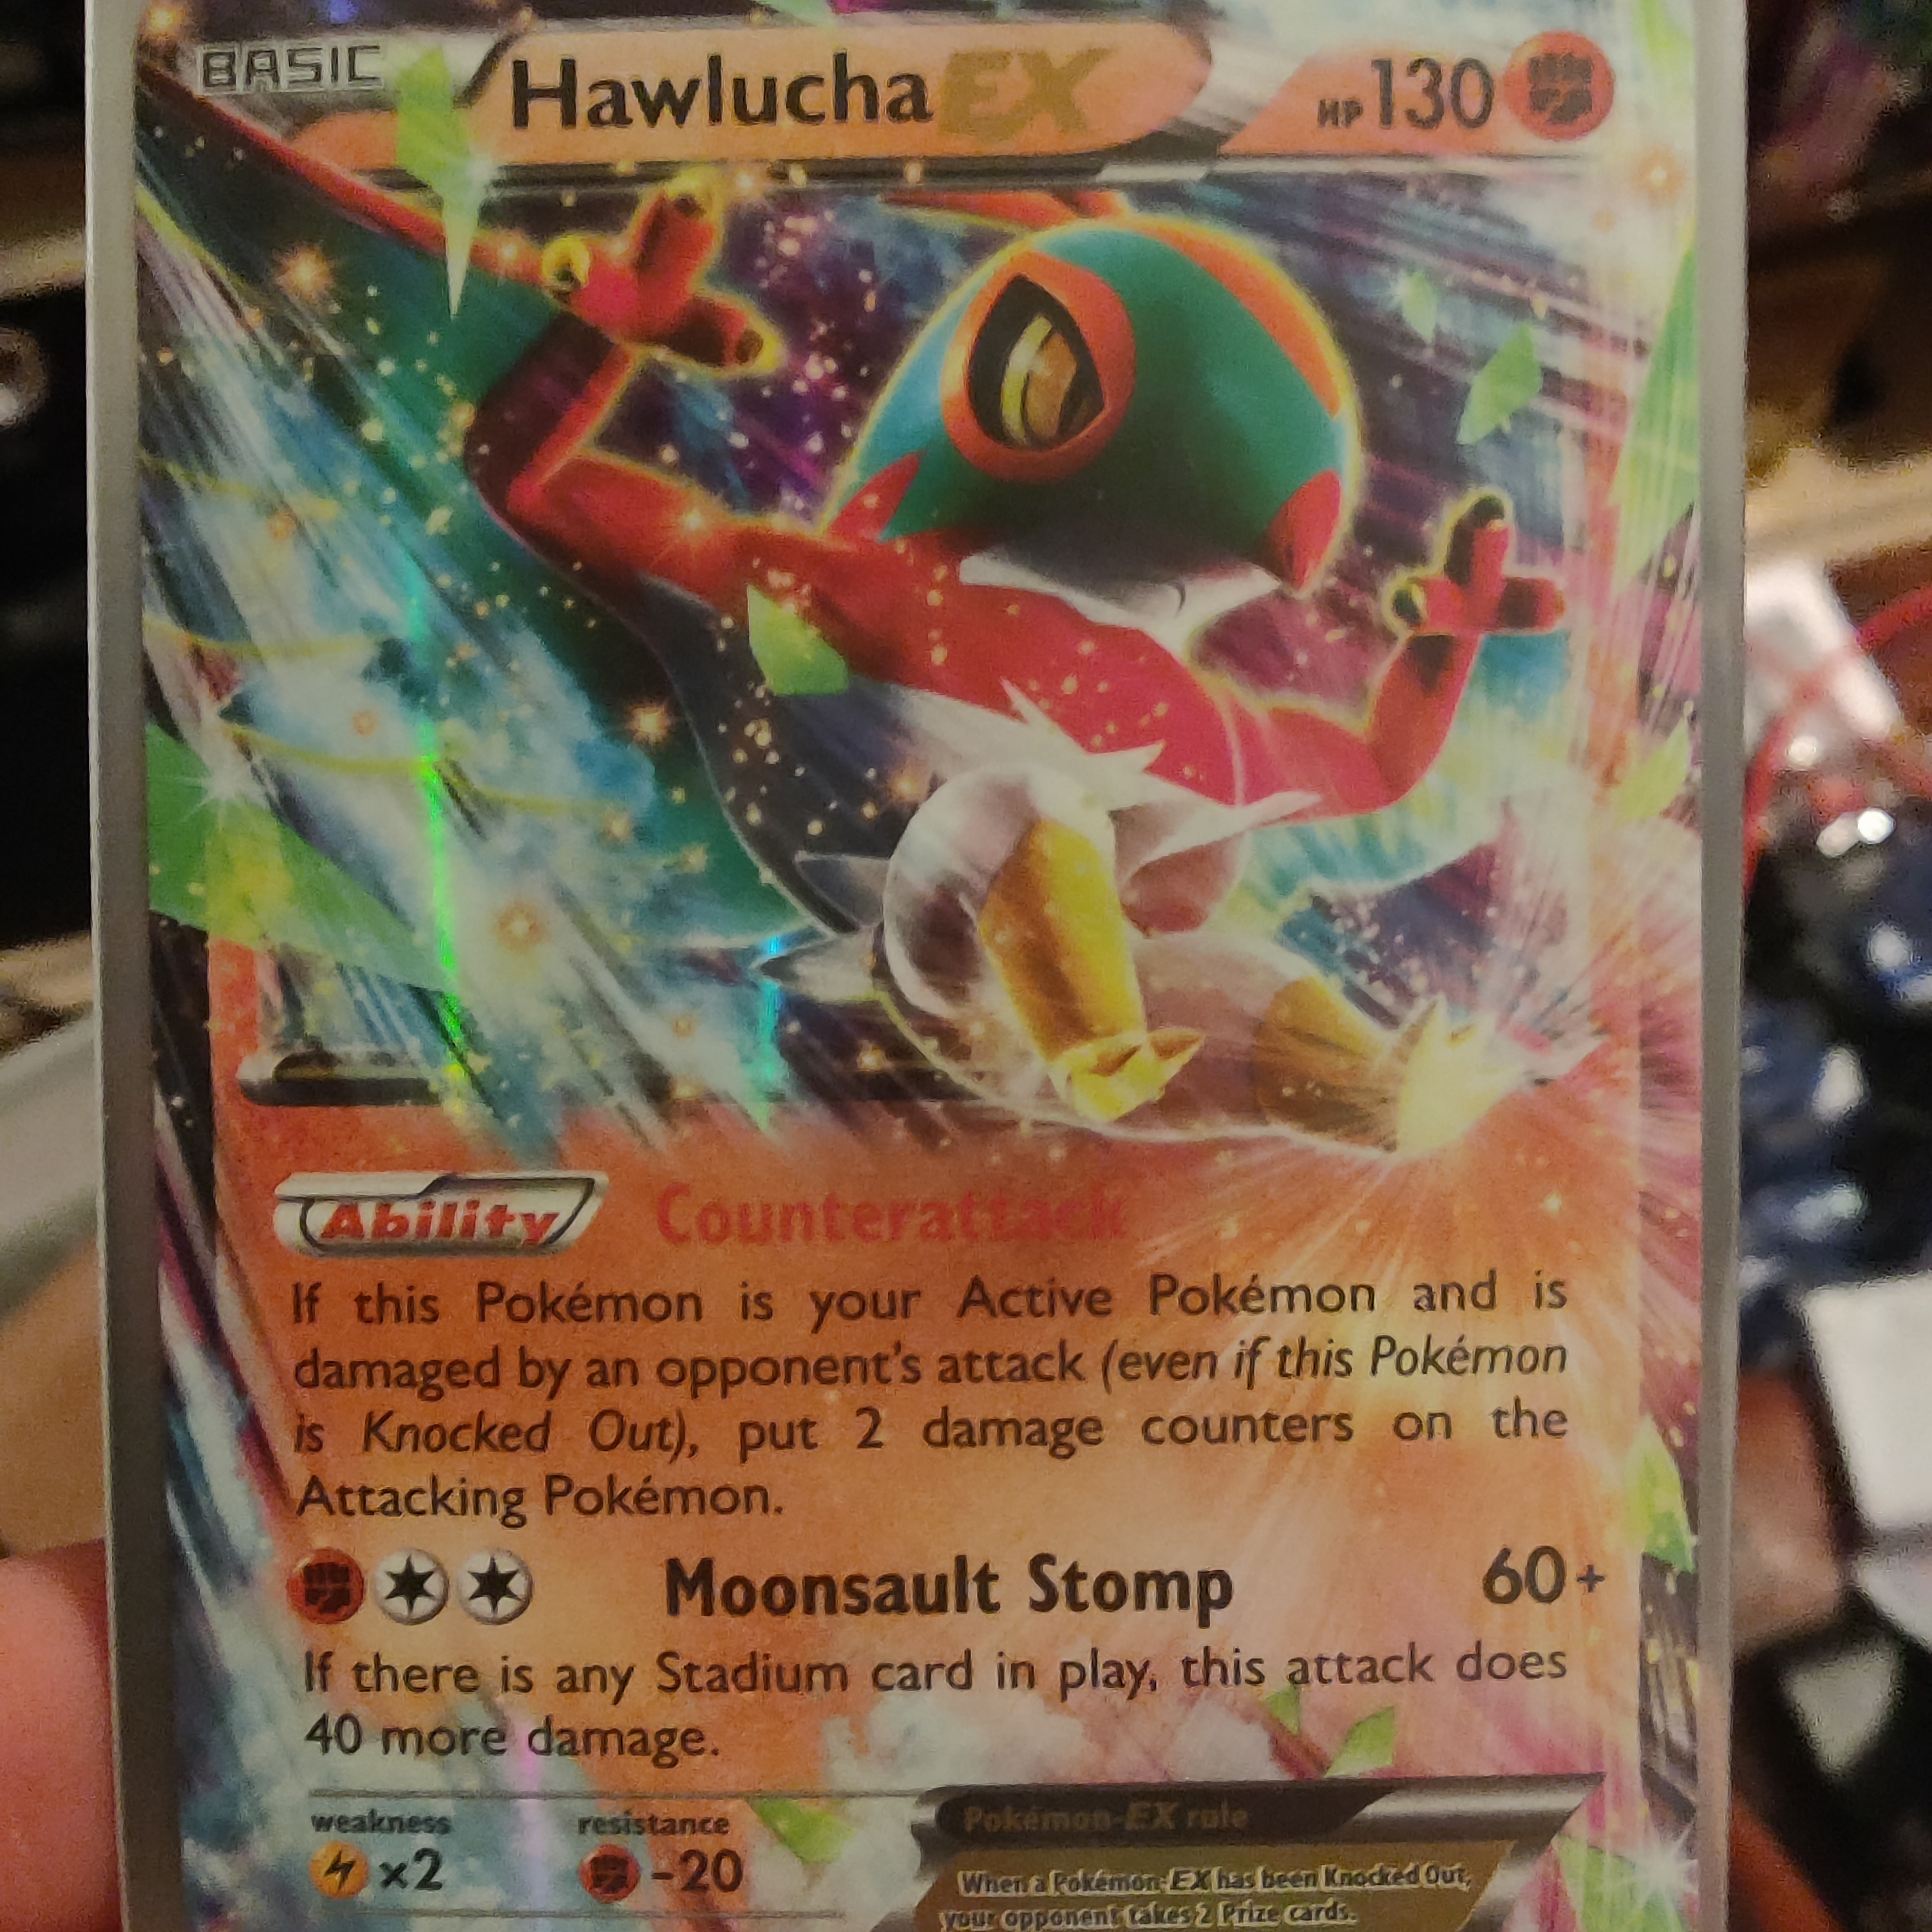 BASIC Hawlucha EX HP 130
Ability Counterattack
If this Pokémon is your Active Pokémon and is
damaged by an opponent's attack (even if this Pokémon
is Knocked Out), put 2 damage counters on the
Attacking Pokémon.
Moonsault Stomp 60+
If there is any Stadium card in play, this attack does
40 more damage.
weakness resistance
×2 -20
Pokémon-EX rule
When a Pokémon-EX has been Knocked Out,
your opponent takes 2 Prize cards.